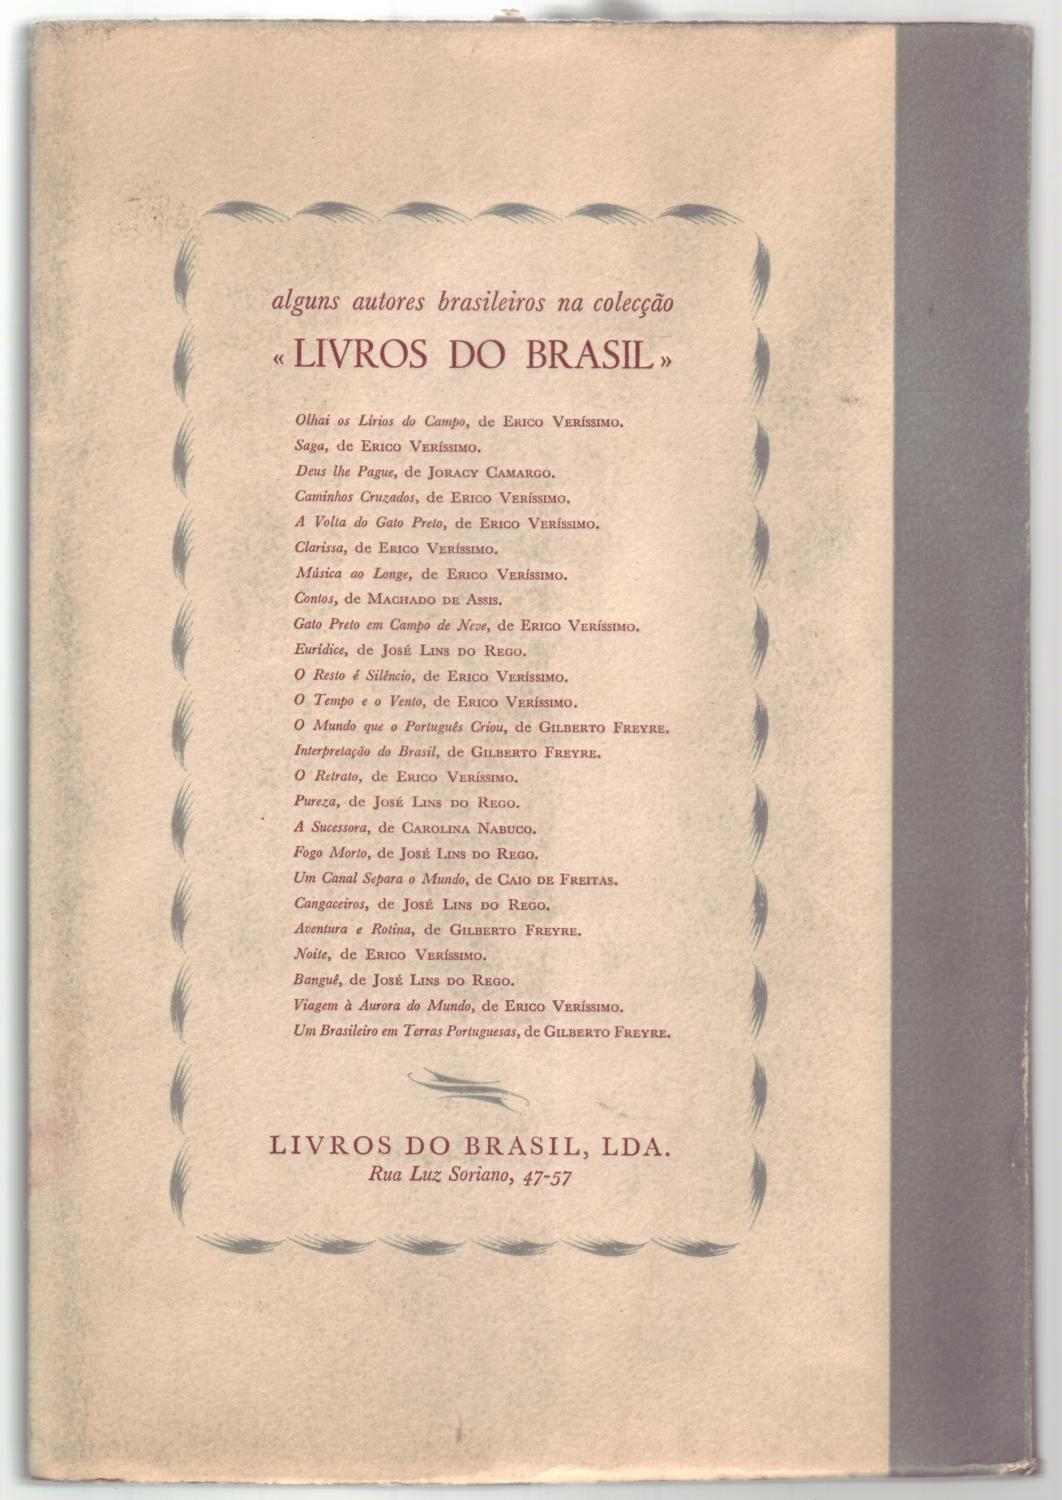 alguns autores brasileiros na colecção
« LIVROS DO BRASIL »
Olhai os Lírios do Campo, de ERICO VERÍSSIMO.
Saga, de ERICO VERÍSSIMO.
Deus lhe Pague, de JORACY CAMARGO.
Caminhos Cruzados, de ERICO VERÍSSIMO.
A Volta do Gato Preto, de ERICO VERÍSSIMO.
Clarissa, de ERICO VERÍSSIMO.
Música ao Longe, de ERICO VERÍSSIMO.
Contos, de MACHADO DE ASSIS.
Gato Preto em Campo de Neve, de ERICO VERÍSSIMO.
Eurídice, de JOSÉ LINS DO REGO.
O Resto é Silêncio, de ERICO VERÍSSIMO.
O Tempo e o Vento, de ERICO VERÍSSIMO.
O Mundo que o Português Criou, de GILBERTO FREYRE.
Interpretação do Brasil, de GILBERTO FREYRE.
O Retrato, de ERICO VERÍSSIMO.
Pureza, de JOSÉ LINS DO REGO.
A Sucessora, de CAROLINA NABUCO.
Fogo Morto, de JOSÉ LINS DO REGO.
Um Canal Separa o Mundo, de CAIO DE FREITAS.
Cangaceiros, de JOSÉ LINS DO REGO.
Aventura e Rotina, de GILBERTO FREYRE.
Noite, de ERICO VERÍSSIMO.
Banguê, de JOSÉ LINS DO REGO.
Viagem à Aurora do Mundo, de ERICO VERÍSSIMO.
Um Brasileiro em Terras Portuguesas, de GILBERTO FREYRE.
LIVROS DO BRASIL, LDA.
Rua Luz Soriano, 47-57